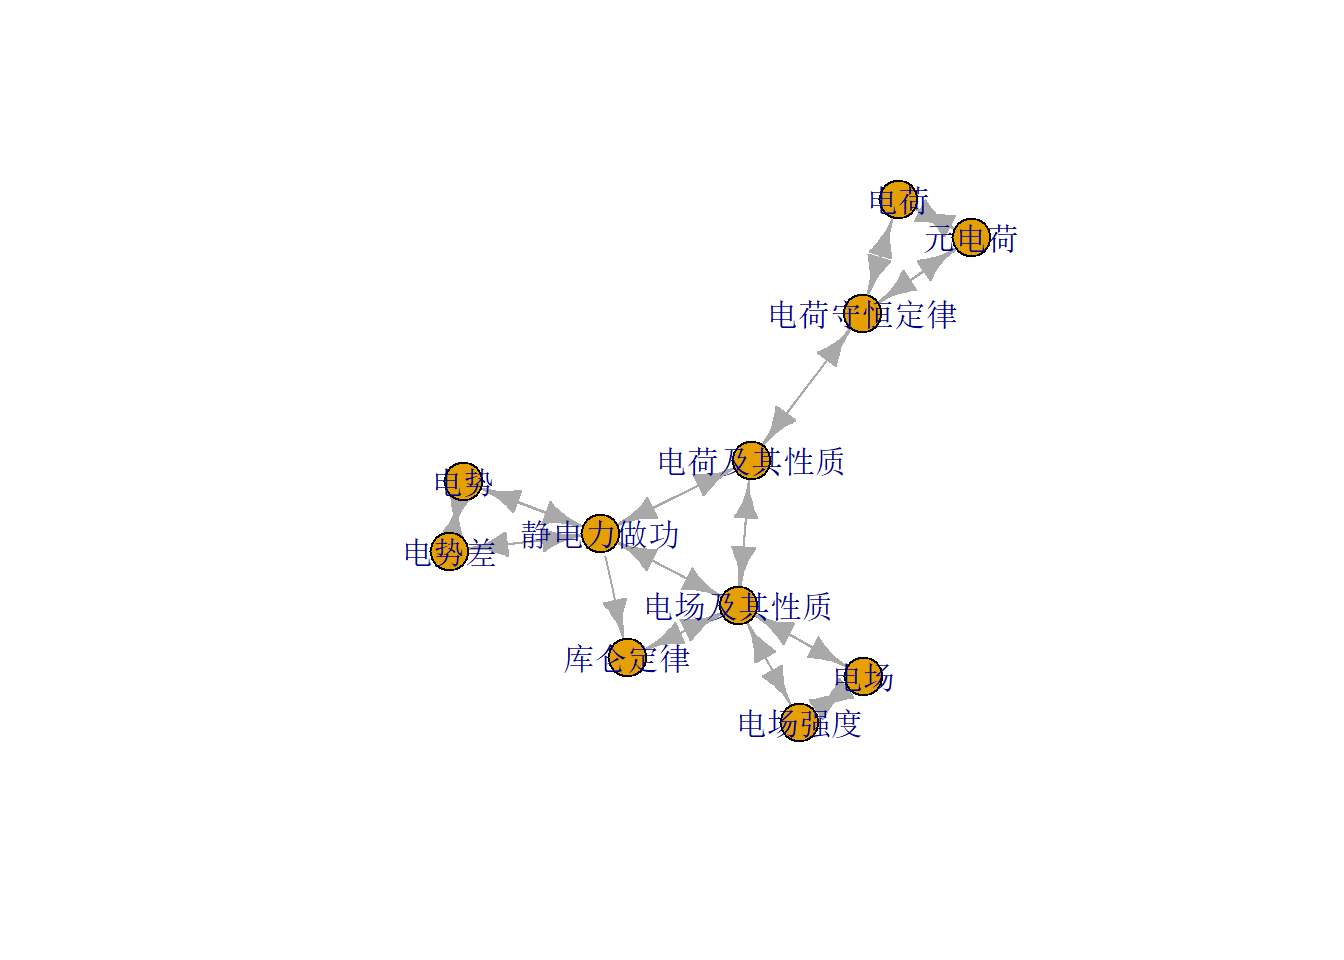 电荷
元电荷
电荷守恒定律
电荷及其性质
电势
静电力做功
电势差
电场及其性质
库仑定律
电场
电场强度